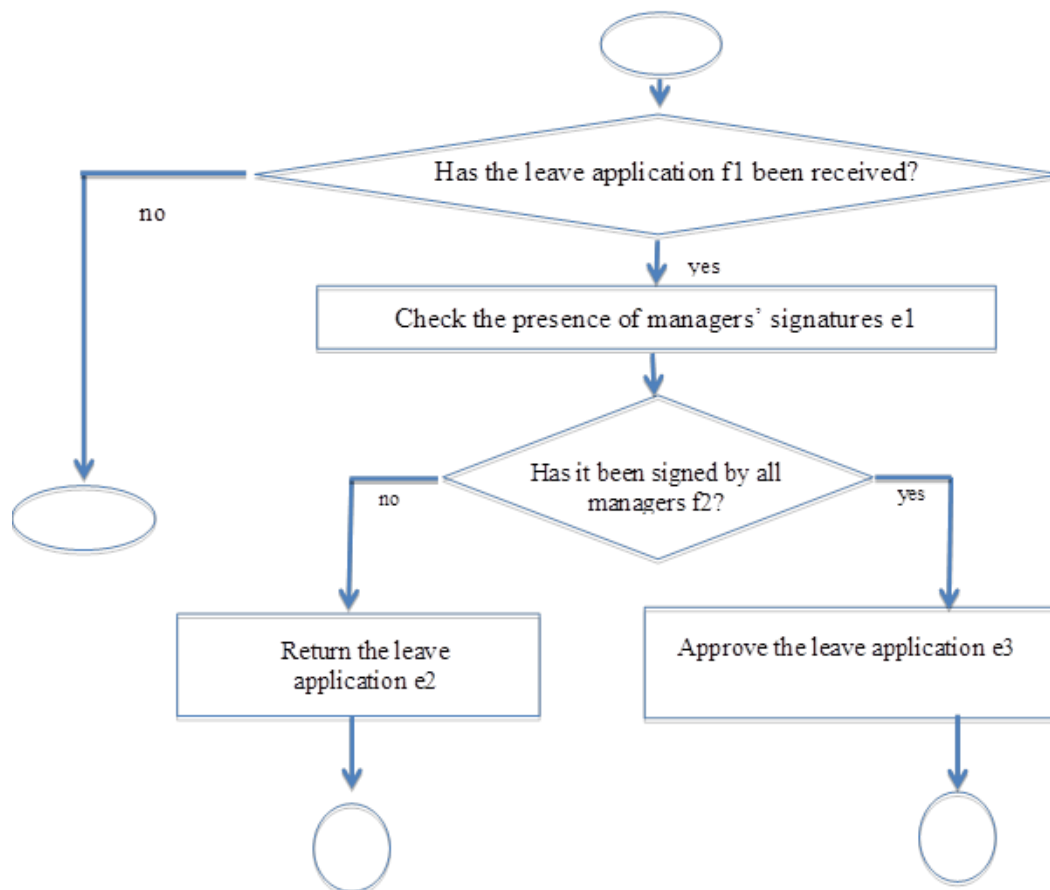 Has the leave application f1 been received?
no
yes
Check the presence of managers’ signatures e1
Has it been signed by all
managers f2?
no
yes
Return the leave
application e2
Approve the leave application e3